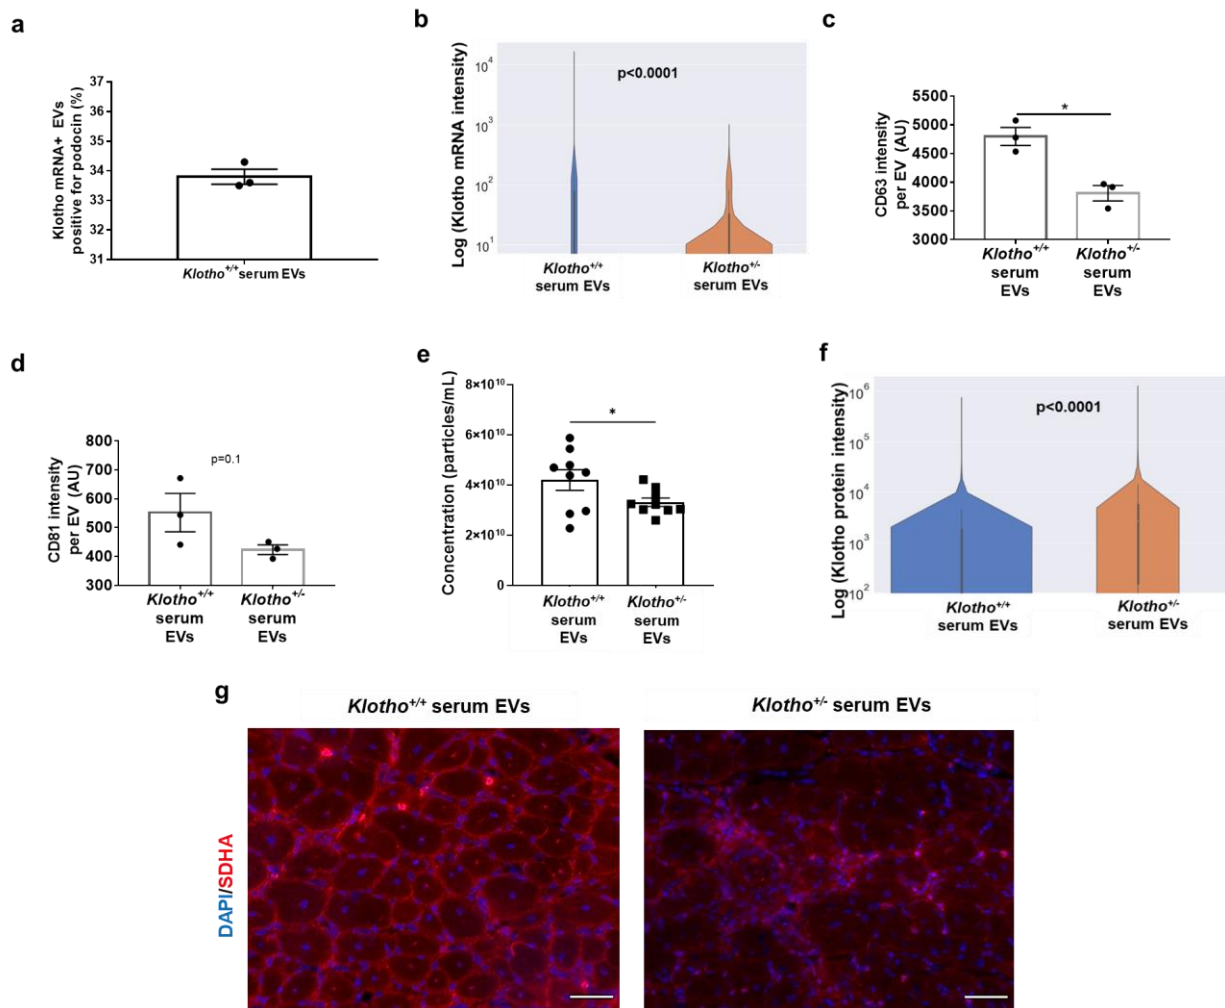 a
Klotho mRNA+ EVs
positive for podocin (%)
37
36
35
34
33
32
31
Klotho+/+ serum EVs
b
Log (Klotho mRNA intensity)
10⁴
10³
10²
10¹
p<0.0001
Klotho+/+
serum EVs
Klotho+/-
serum EVs
c
CD63 intensity
per EV (AU)
5500
5000
4500
4000
3500
3000
*
Klotho+/+
serum
EVs
Klotho+/-
serum
EVs
d
CD81 intensity
per EV (AU)
800
700
600
500
400
300
p=0.1
Klotho+/+
serum
EVs
Klotho+/-
serum
EVs
e
Concentration (particles/mL)
8×10¹⁰
6×10¹⁰
4×10¹⁰
2×10¹⁰
0
*
Klotho+/+
serum
EVs
Klotho+/-
serum
EVs
f
Log (Klotho protein intensity)
10⁶
10⁵
10⁴
10³
10²
p<0.0001
Klotho+/+
serum EVs
Klotho+/-
serum EVs
g
Klotho+/+ serum EVs
Klotho+/- serum EVs
DAPI/SDHA